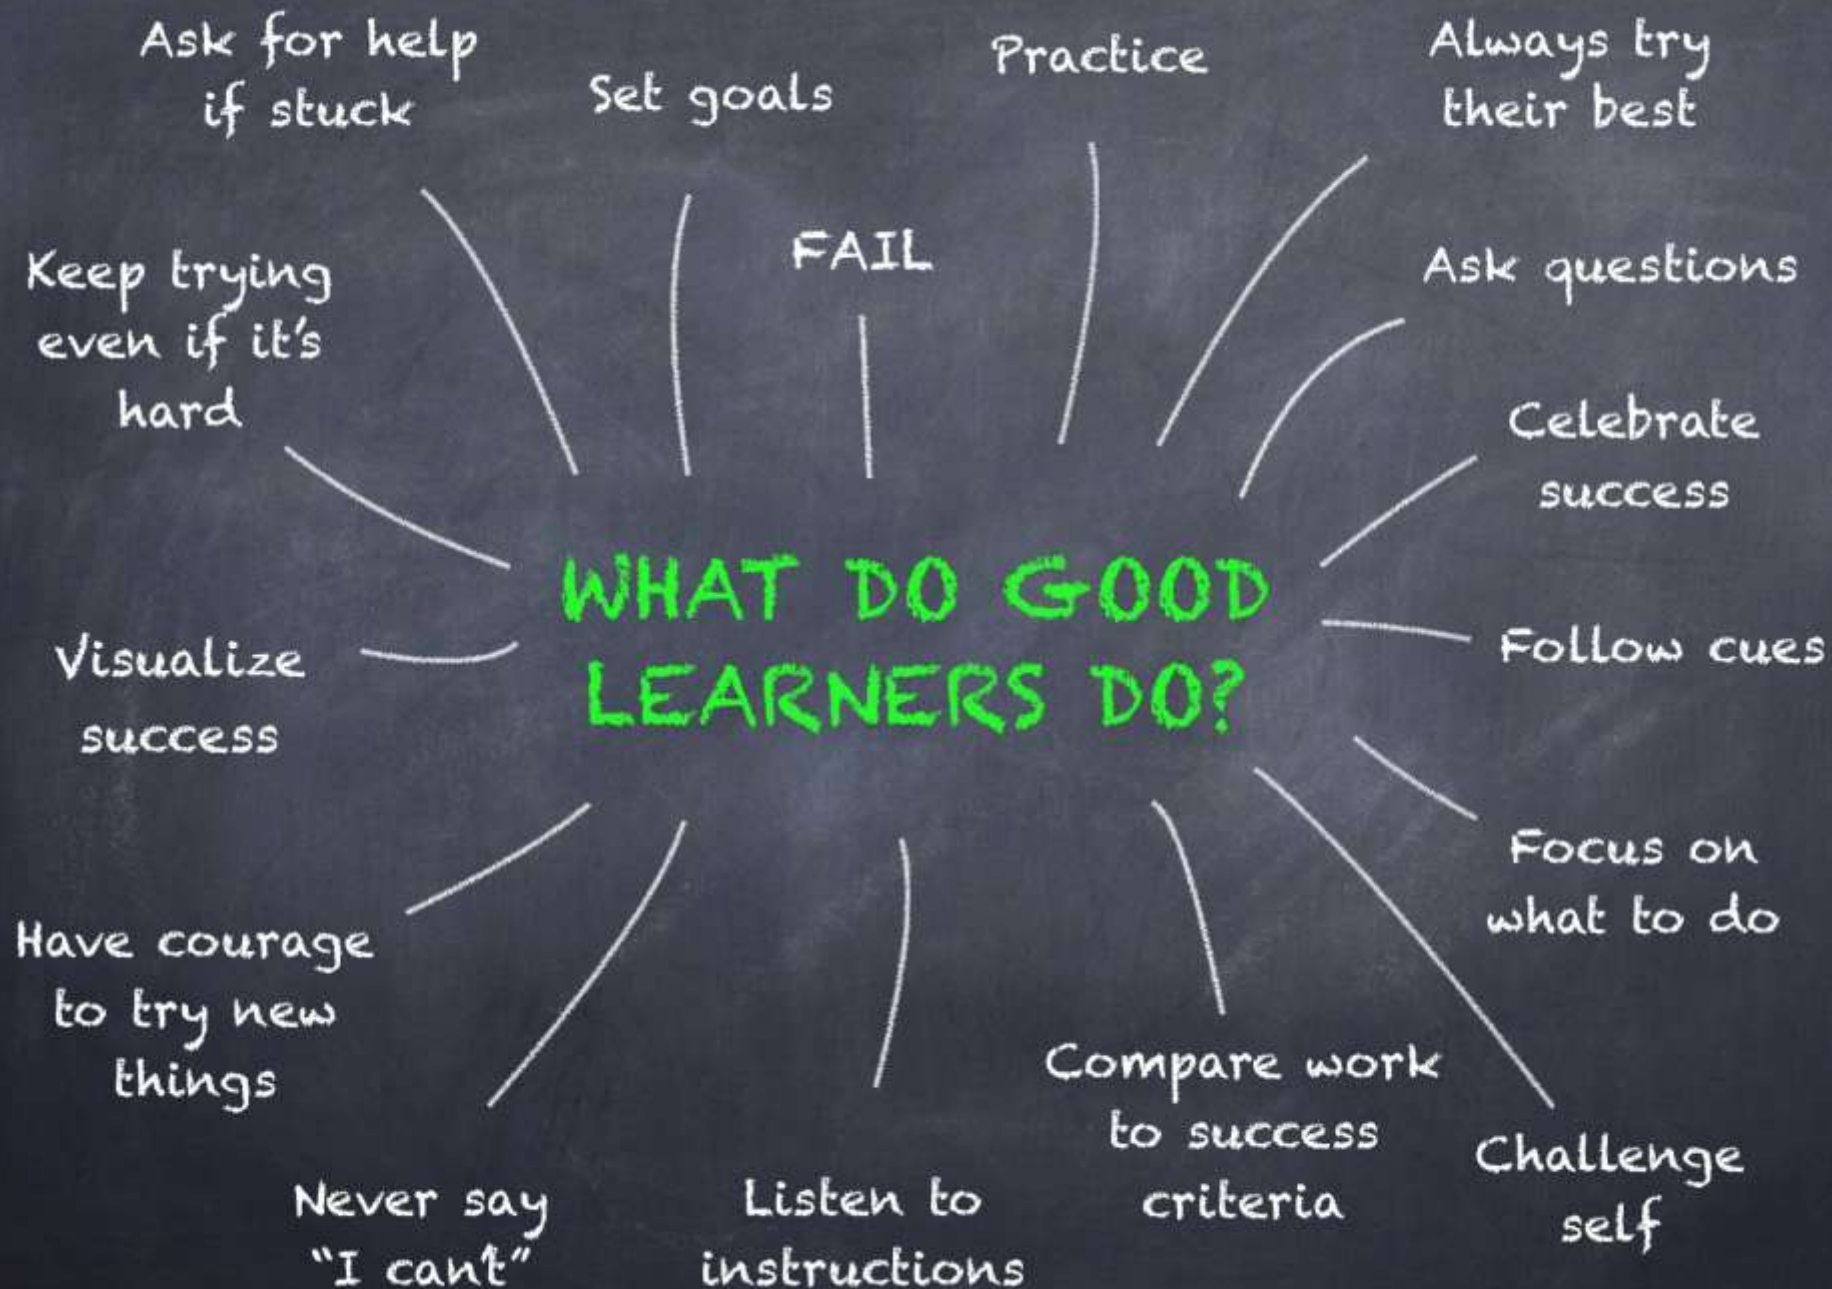 Ask for help
if stuck
Set goals
Practice
Always try
their best
FAIL
Ask questions
Keep trying
even if it's
hard
Celebrate
success
WHAT DO GOOD
LEARNERS DO?
Visualize
success
Follow cues
Focus on
what to do
Have courage
to try new
things
Compare work
to success
criteria
Challenge
self
Never say
"I can't"
Listen to
instructions